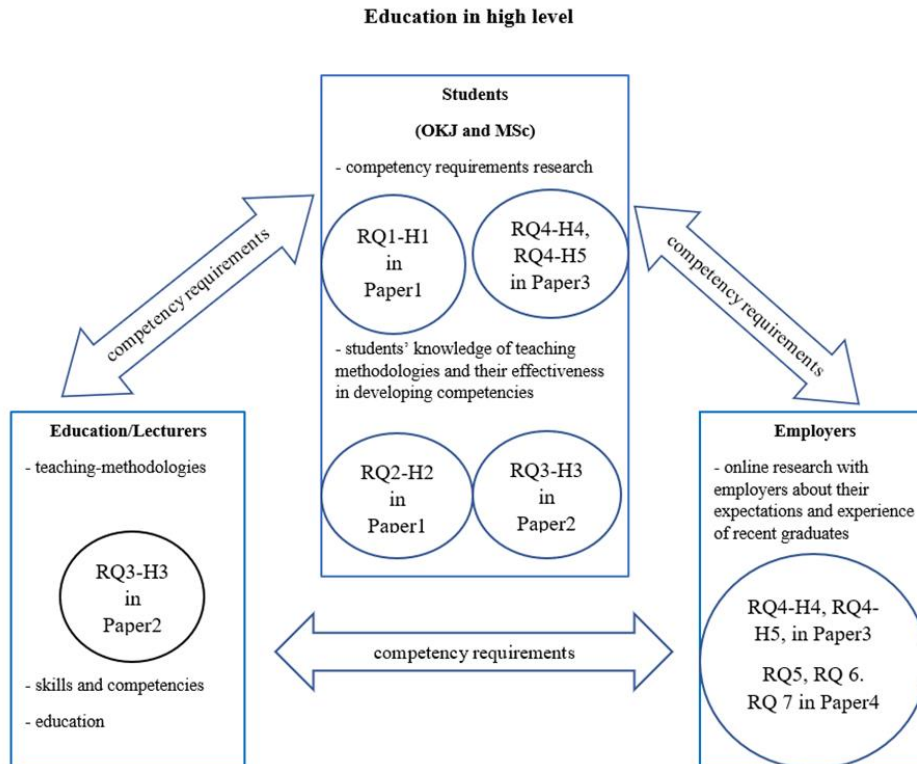 Education in high level
Students
(OKJ and MSc)
- competency requirements research
RQ1-H1
in
Paper1
RQ4-H4,
RQ4-H5
in Paper3
- students’ knowledge of teaching
methodologies and their effectiveness
in developing competencies
RQ2-H2
in
Paper1
RQ3-H3
in
Paper2
competency requirements
competency requirements
Education/Lecturers
- teaching-methodologies
RQ3-H3
in
Paper2
- skills and competencies
- education
competency requirements
Employers
- online research with
employers about their
expectations and experience
of recent graduates
RQ4-H4, RQ4-
H5, in Paper3
RQ5, RQ 6.
RQ 7 in Paper4